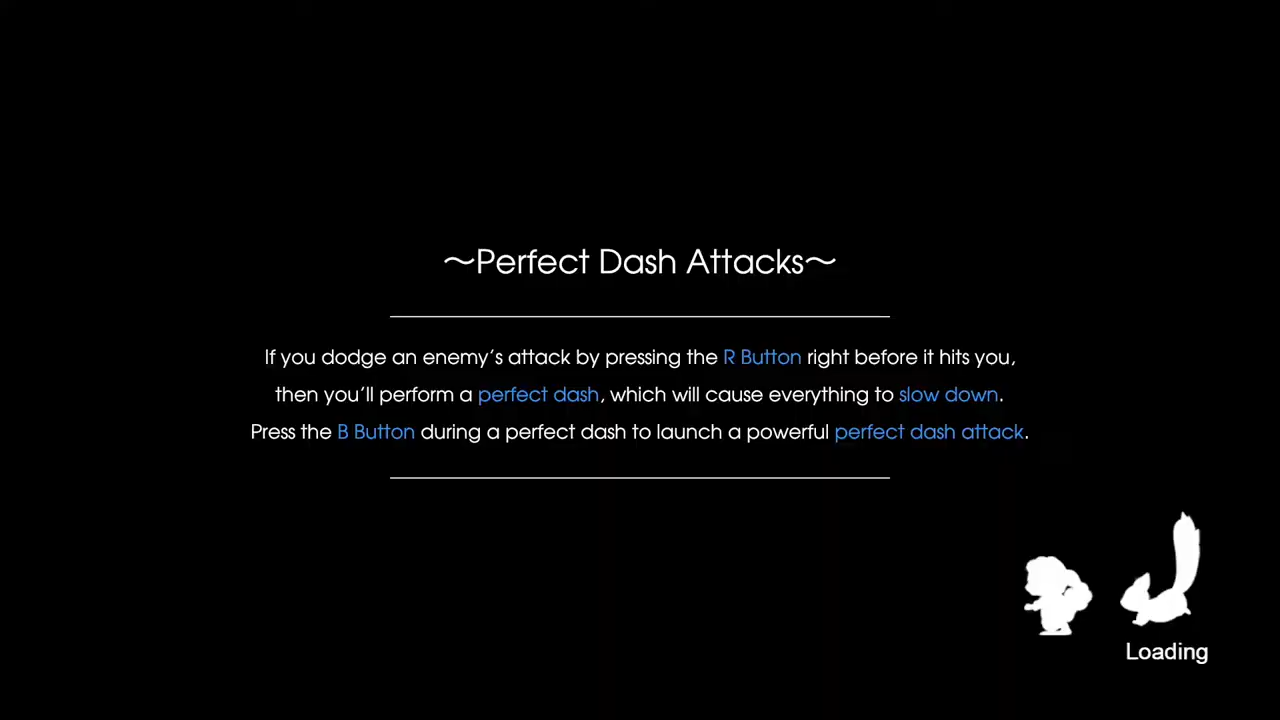 ～Perfect Dash Attacks～
If you dodge an enemy's attack by pressing the R Button right before it hits you,
then you'll perform a perfect dash, which will cause everything to slow down.
Press the B Button during a perfect dash to launch a powerful perfect dash attack.
Loading